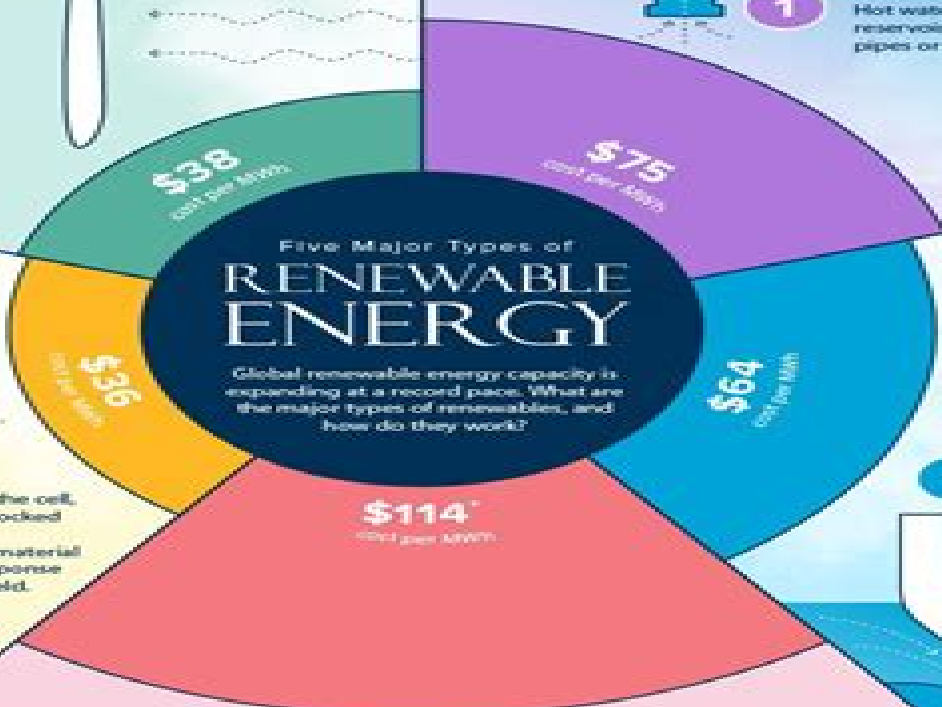 1
Hot wat
reservoi
pipes or
$38
cost per MWh
$75
cost per MWh
Five Major Types of
RENEWABLE
ENERGY
Global renewable energy capacity is
expanding at a record pace. What are
the major types of renewables, and
how do they work?
$36
cost per MWh
$64
cost per MWh
$114*
cost per MWh
he cell,
ocked
material
ponse
eld.